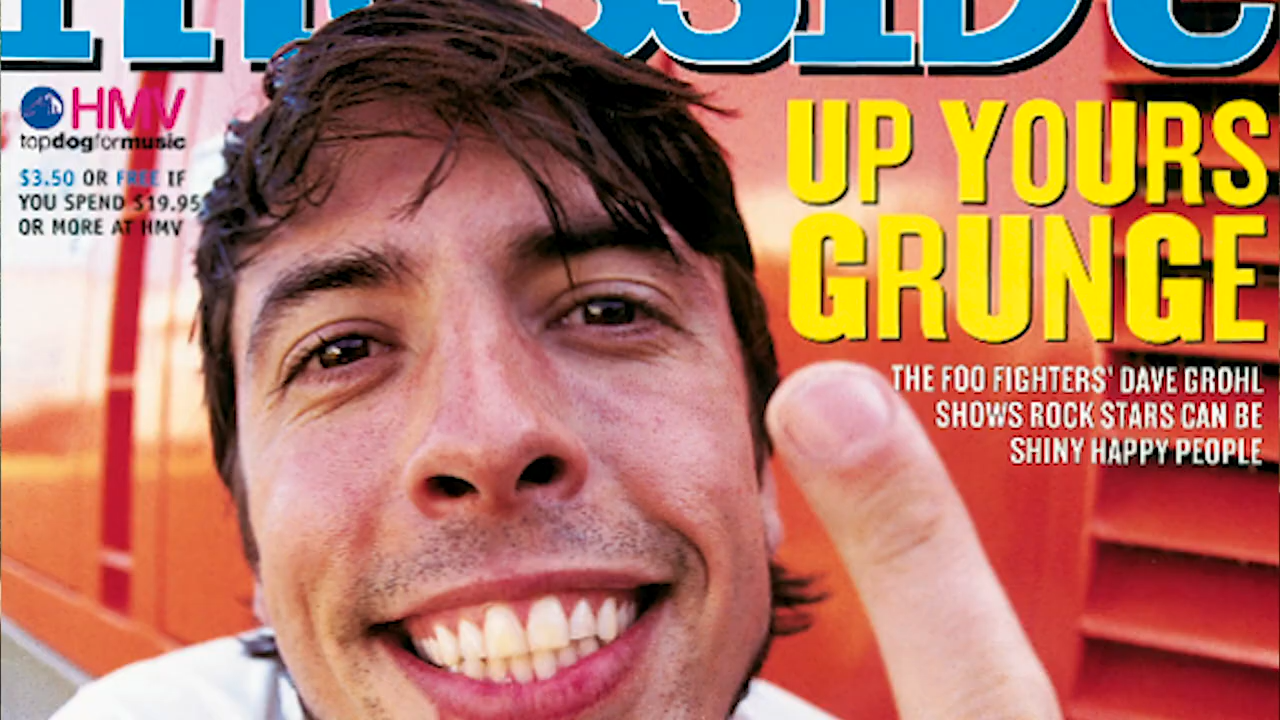 HMV
topdogformusic
$3.50 OR FREE IF
YOU SPEND $19.95
OR MORE AT HMV
UP YOURS
GRUNGE
THE FOO FIGHTERS' DAVE GROHL
SHOWS ROCK STARS CAN BE
SHINY HAPPY PEOPLE